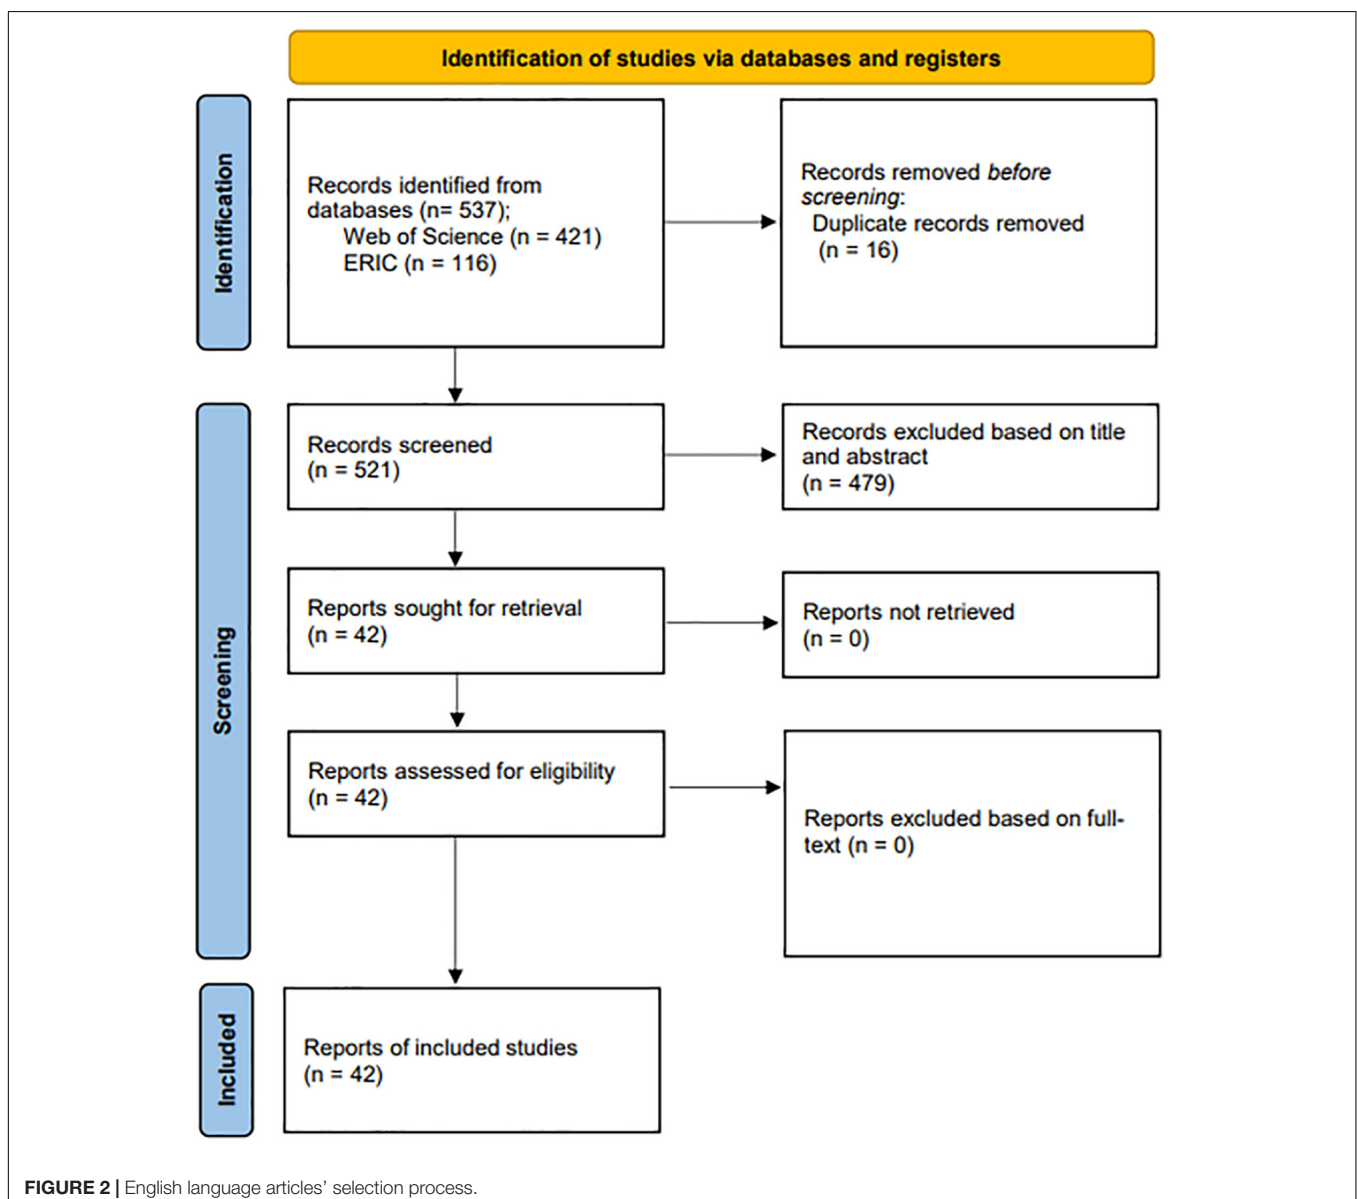 Identification of studies via databases and registers
Identification
Records identified from
databases (n= 537);
Web of Science (n = 421)
ERIC (n = 116)
Records removed before
screening:
Duplicate records removed
(n = 16)
Screening
Records screened
(n = 521)
Records excluded based on title
and abstract
(n = 479)
Reports sought for retrieval
(n = 42)
Reports not retrieved
(n = 0)
Reports assessed for eligibility
(n = 42)
Reports excluded based on full-
text (n = 0)
Included
Reports of included studies
(n = 42)
FIGURE 2 | English language articles’ selection process.